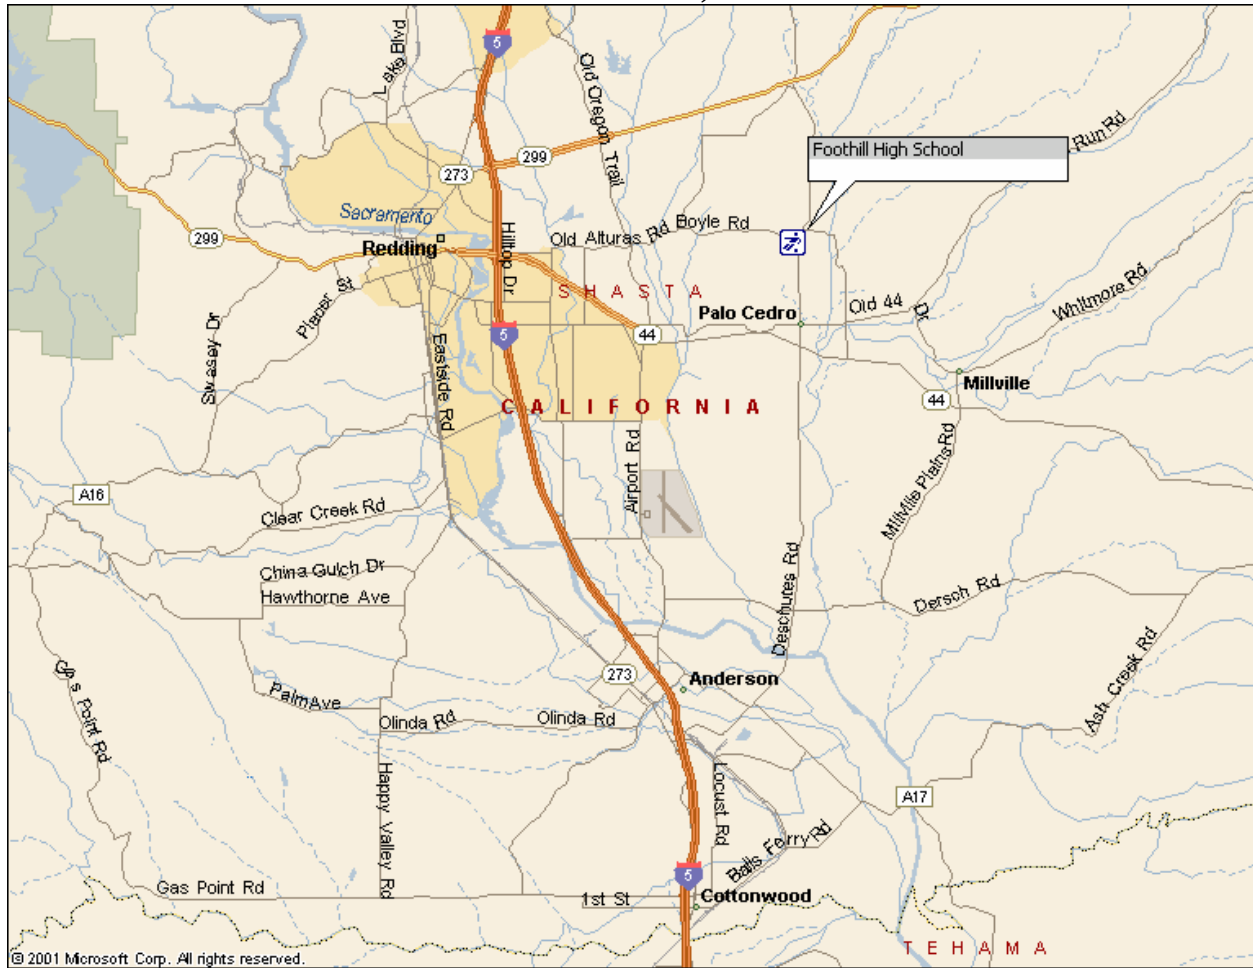 5
Lake Blvd
Old Oregon Trail
299
273
Run Rd
Foothill High School
Sacramento
299
Redding
Hilltop Dr
Old Alturas Rd
Boyle Rd
SHASTA
Placer St
Swasey Dr
Eastside Rd
5
44
Palo Cedro
Old 44 Dr
Whitmore Rd
Millville
44
CALIFORNIA
Airport Rd
Millville Plains Rd
A16
Clear Creek Rd
China Gulch Dr
Hawthorne Ave
Deschutes Rd
Dersch Rd
Gas Point Rd
Palm Ave
273
Anderson
Ash Creek Rd
Olinda Rd
Olinda Rd
Happy Valley Rd
Locust Rd
A17
Balls Ferry Rd
5
Gas Point Rd
1st St
Cottonwood
TEHAMA
© 2001 Microsoft Corp. All rights reserved.